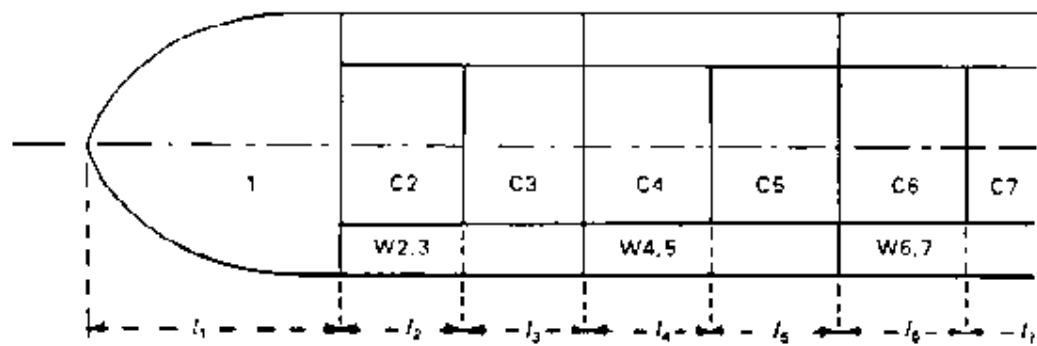 1 C2 C3 C4 C5 C6 C7
W2,3 W4,5 W6,7
l₁ l₂ l₃ l₄ l₅ l₆ l₇